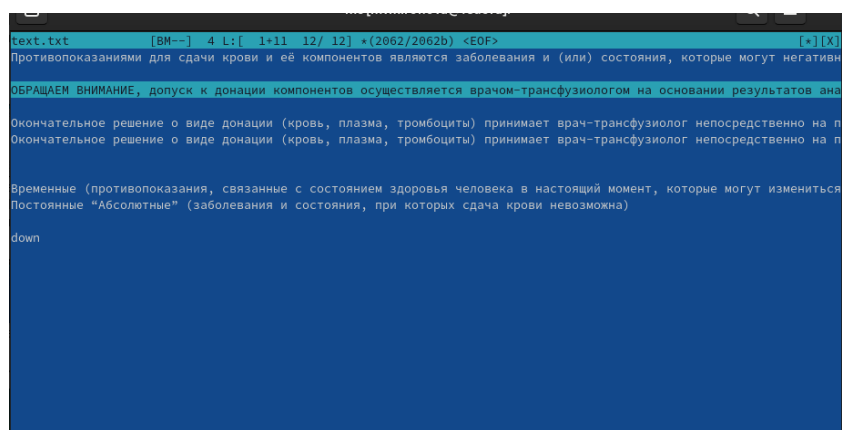 text.txt [BM--] 4 L:[ 1+11 12/ 12] *(2062/2062b) <EOF> [*][X]
Противопоказаниями для сдачи крови и её компонентов являются заболевания и (или) состояния, которые могут негативн
ОБРАЩАЕМ ВНИМАНИЕ, допуск к донации компонентов осуществляется врачом-трансфузиологом на основании результатов ана
Окончательное решение о виде донации (кровь, плазма, тромбоциты) принимает врач-трансфузиолог непосредственно на п
Окончательное решение о виде донации (кровь, плазма, тромбоциты) принимает врач-трансфузиолог непосредственно на п
Временные (противопоказания, связанные с состоянием здоровья человека в настоящий момент, которые могут измениться
Постоянные “Абсолютные” (заболевания и состояния, при которых сдача крови невозможна)
down